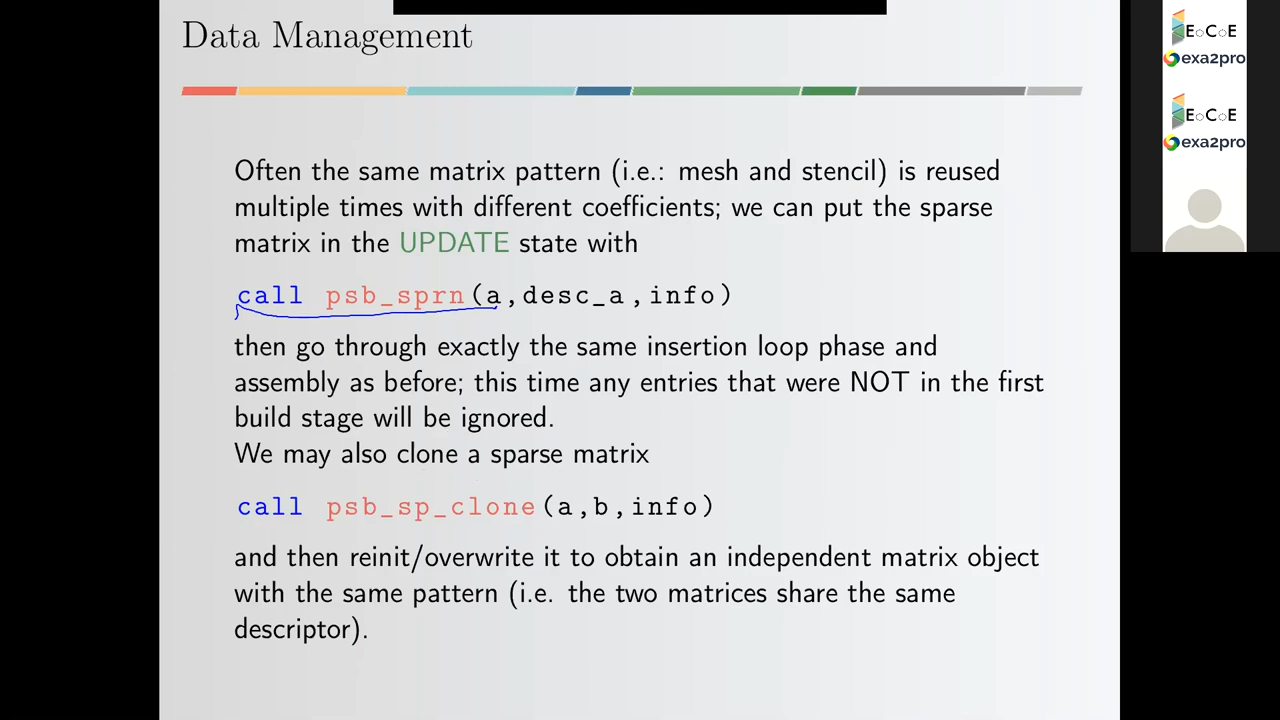 Data Management
Often the same matrix pattern (i.e.: mesh and stencil) is reused
multiple times with different coefficients; we can put the sparse
matrix in the UPDATE state with
call psb_sprn(a,desc_a,info)
then go through exactly the same insertion loop phase and
assembly as before; this time any entries that were NOT in the first
build stage will be ignored.
We may also clone a sparse matrix
call psb_sp_clone(a,b,info)
and then reinit/overwrite it to obtain an independent matrix object
with the same pattern (i.e. the two matrices share the same
descriptor).
EoCoE
exa2pro
EoCoE
exa2pro